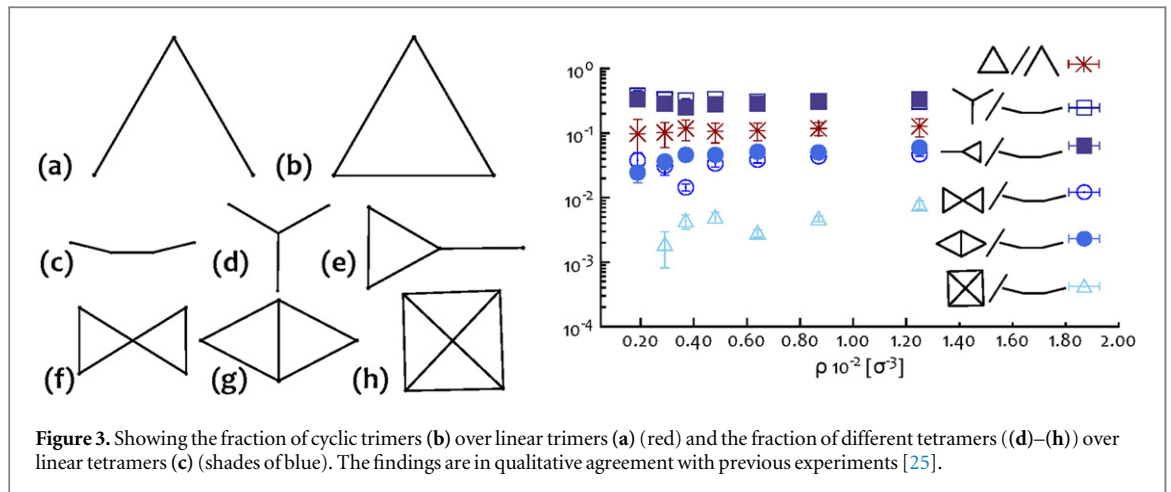 (a)
(b)
(c)
(d)
(e)
(f)
(g)
(h)
10⁰
10⁻¹
10⁻²
10⁻³
10⁻⁴
0.20 0.40 0.60 0.80 1.00 1.20 1.40 1.60 1.80 2.00
ρ 10⁻² [σ⁻³]
Figure 3. Showing the fraction of cyclic trimers (b) over linear trimers (a) (red) and the fraction of different tetramers ((d)–(h)) over
linear tetramers (c) (shades of blue). The findings are in qualitative agreement with previous experiments [25].